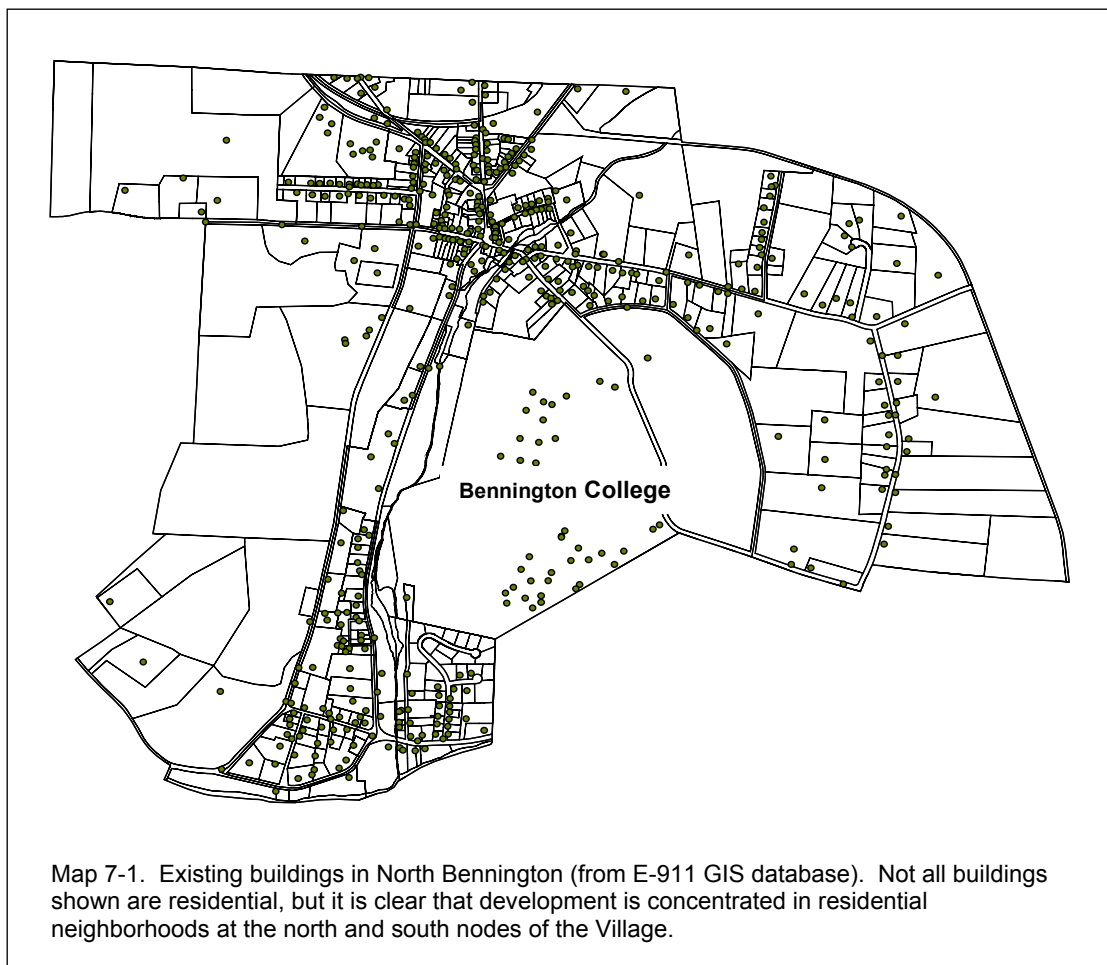 Bennington College
Map 7-1.  Existing buildings in North Bennington (from E-911 GIS database).  Not all buildings
shown are residential, but it is clear that development is concentrated in residential
neighborhoods at the north and south nodes of the Village.